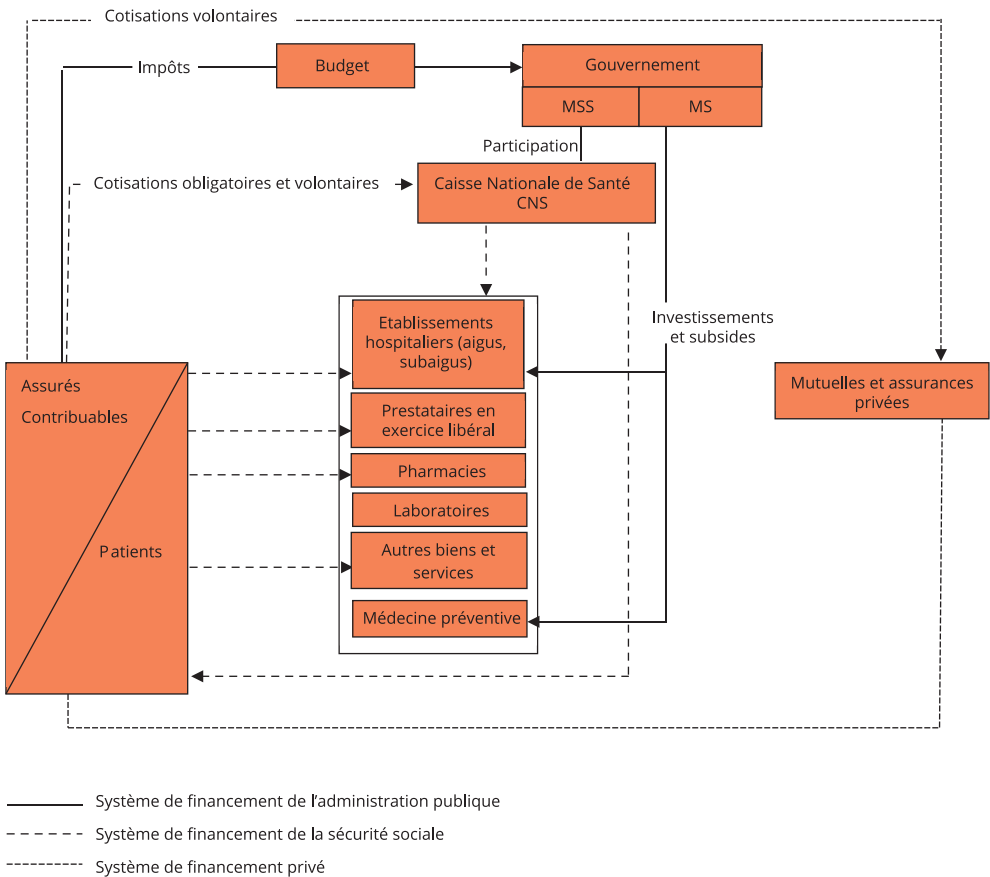 Cotisations volontaires
Impôts
Budget
Gouvernement
MSS
MS
Participation
Cotisations obligatoires et volontaires
Caisse Nationale de Santé
CNS
Etablissements
hospitaliers (aigus,
subaigus)
Investissements
et subsides
Assurés
Contribuables
Mutuelles et assurances
privées
Prestataires en
exercice libéral
Pharmacies
Laboratoires
Patients
Autres biens et
services
Médecine préventive
Système de financement de l’administration publique
Système de financement de la sécurité sociale
Système de financement privé